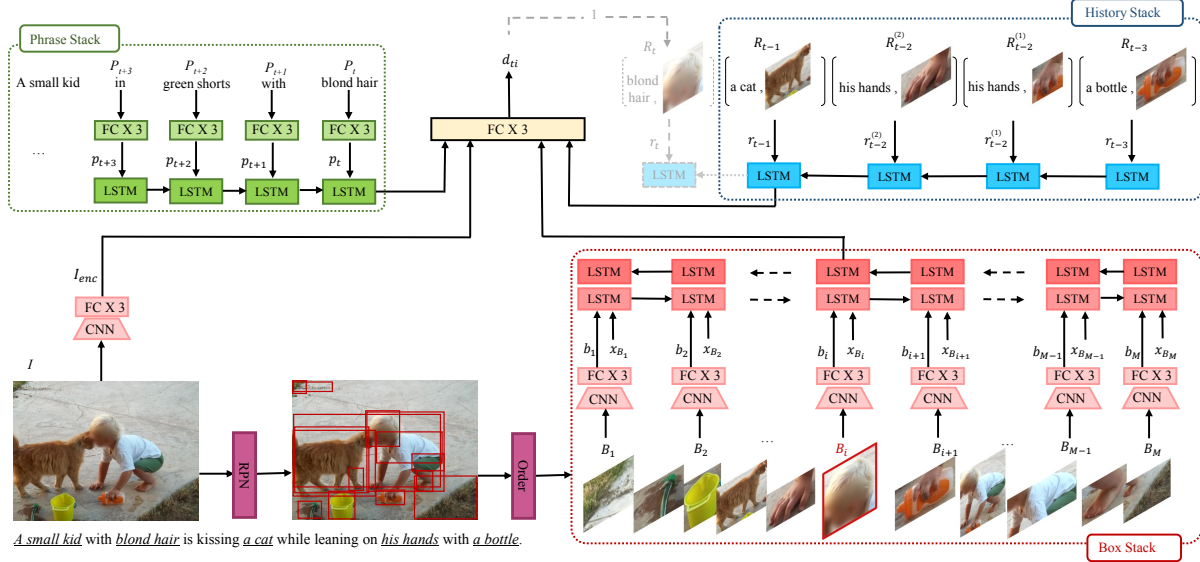 Phrase Stack
P_{t+3} P_{t+2} P_{t+1} P_t
A small kid in green shorts with blond hair
FC X 3 FC X 3 FC X 3 FC X 3
...
p_{t+3} p_{t+2} p_{t+1} p_t
LSTM LSTM LSTM LSTM
1
d_{ti}
FC X 3
R_t
blond hair ,
r_t
LSTM
History Stack
R_{t-1} R_{t-2}^{(2)} R_{t-2}^{(1)} R_{t-3}
a cat , his hands , his hands , a bottle ,
r_{t-1} r_{t-2}^{(2)} r_{t-2}^{(1)} r_{t-3}
LSTM LSTM LSTM LSTM
I_{enc}
FC X 3
CNN
I
RPN
Order
LSTM LSTM LSTM LSTM LSTM LSTM
LSTM LSTM LSTM LSTM LSTM LSTM
b_1 x_{B_1} b_2 x_{B_2} b_i x_{B_i} b_{i+1} x_{B_{i+1}} b_{M-1} x_{B_{M-1}} b_M x_{B_M}
FC X 3 FC X 3 FC X 3 FC X 3 FC X 3 FC X 3
CNN CNN CNN CNN CNN CNN
B_1 B_2 ... B_i B_{i+1} ... B_{M-1} B_M
Box Stack
A small kid with blond hair is kissing a cat while leaning on his hands with a bottle.